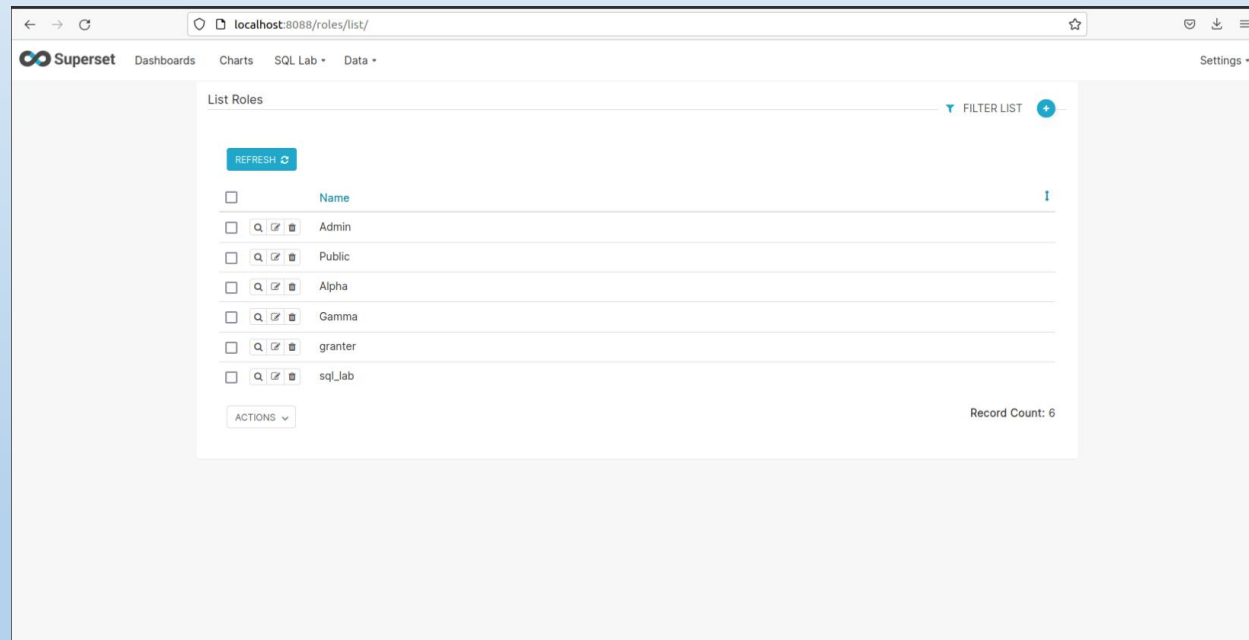 localhost:8088/roles/list/
Superset Dashboards Charts SQL Lab Data Settings
List Roles
FILTER LIST
REFRESH
Name
Admin
Public
Alpha
Gamma
granter
sql_lab
ACTIONS
Record Count: 6